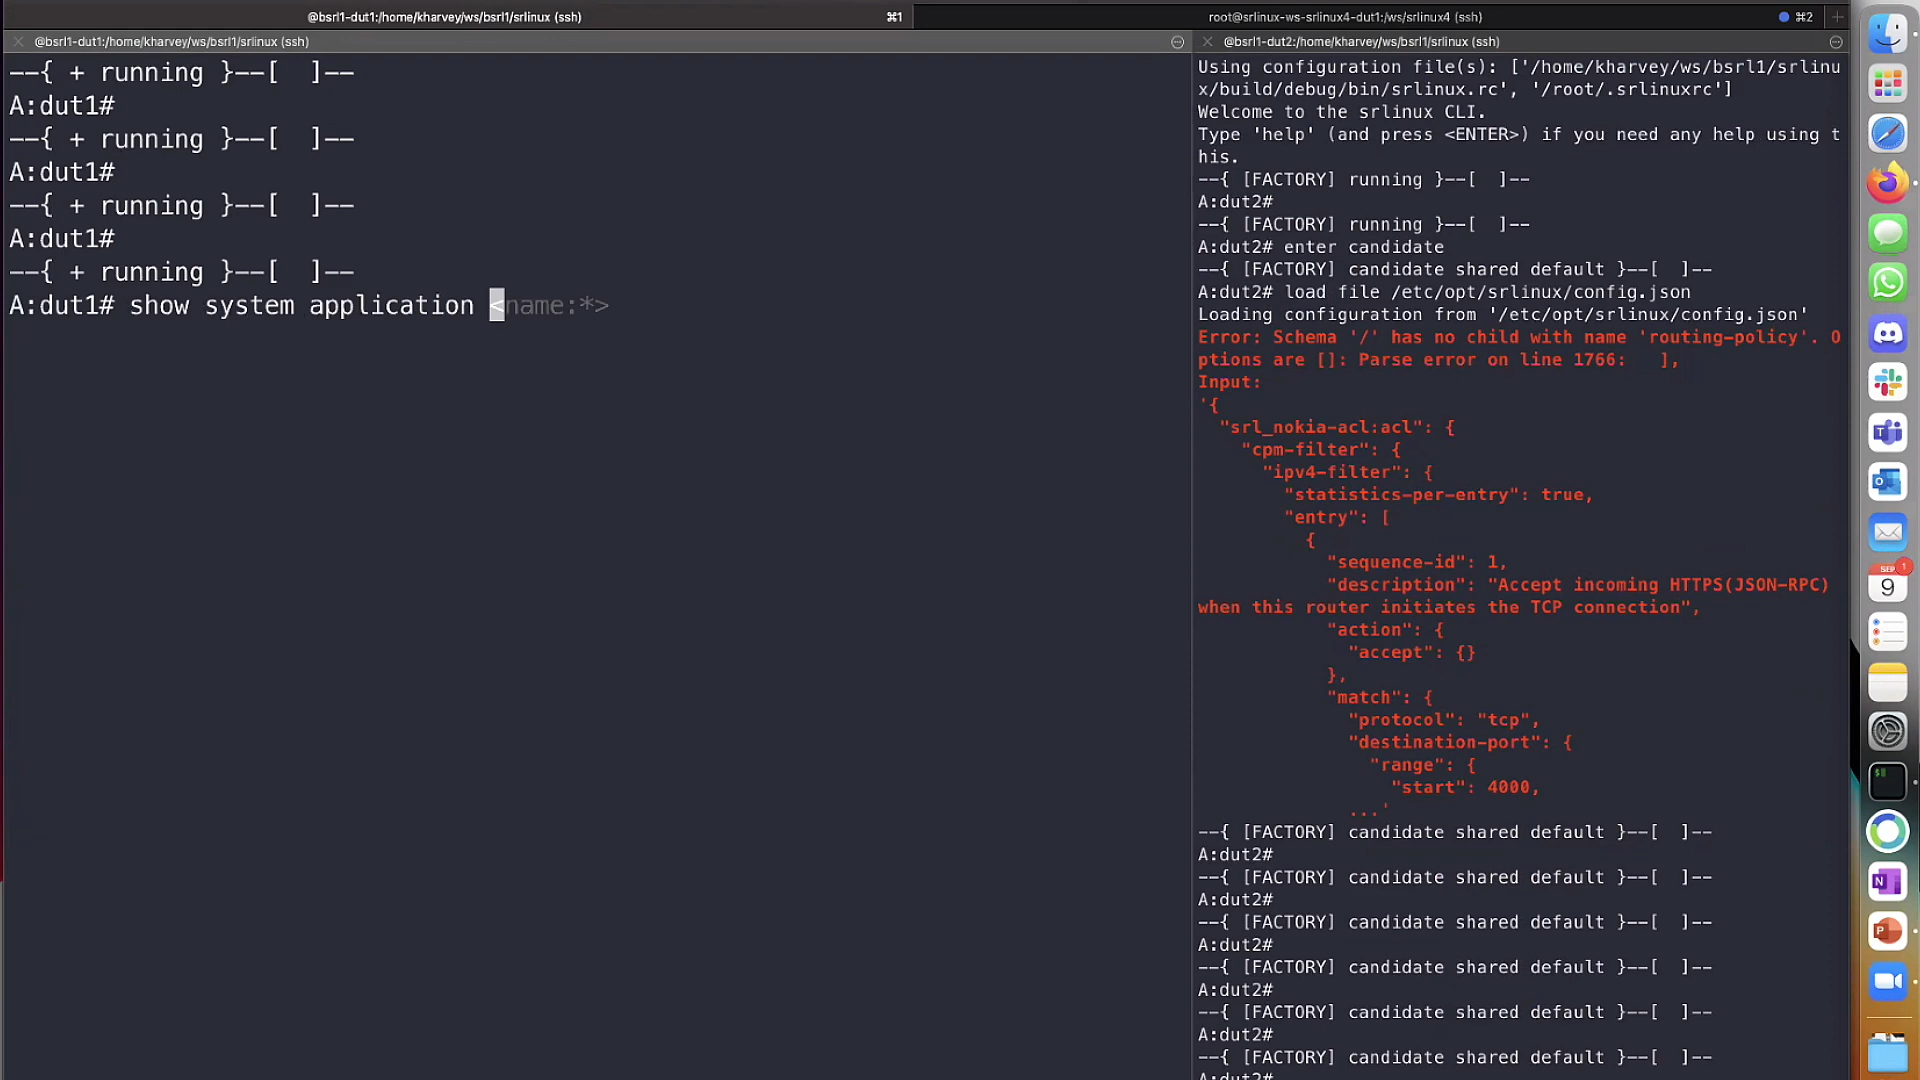 @bsrl1-dut1:/home/kharvey/ws/bsrl1/srlinux (ssh) ⌘1
root@srlinux-ws-srlinux4-dut1:/ws/srlinux4 (ssh) ⌘2
@bsrl1-dut1:/home/kharvey/ws/bsrl1/srlinux (ssh)
--{ + running }--[  ]--
A:dut1#
--{ + running }--[  ]--
A:dut1#
--{ + running }--[  ]--
A:dut1#
--{ + running }--[  ]--
A:dut1# show system application <name:*>
@bsrl1-dut2:/home/kharvey/ws/bsrl1/srlinux (ssh)
Using configuration file(s): ['/home/kharvey/ws/bsrl1/srlinu
x/build/debug/bin/srlinux.rc', '/root/.srlinuxrc']
Welcome to the srlinux CLI.
Type 'help' (and press <ENTER>) if you need any help using t
his.
--{ [FACTORY] running }--[  ]--
A:dut2#
--{ [FACTORY] running }--[  ]--
A:dut2# enter candidate
--{ [FACTORY] candidate shared default }--[  ]--
A:dut2# load file /etc/opt/srlinux/config.json
Loading configuration from '/etc/opt/srlinux/config.json'
Error: Schema '/' has no child with name 'routing-policy'. O
ptions are []: Parse error on line 1766:   ],
Input:
'{
  "srl_nokia-acl:acl": {
    "cpm-filter": {
      "ipv4-filter": {
        "statistics-per-entry": true,
        "entry": [
          {
            "sequence-id": 1,
            "description": "Accept incoming HTTPS(JSON-RPC)
when this router initiates the TCP connection",
            "action": {
              "accept": {}
            },
            "match": {
              "protocol": "tcp",
              "destination-port": {
                "range": {
                  "start": 4000,
              ...'
--{ [FACTORY] candidate shared default }--[  ]--
A:dut2#
--{ [FACTORY] candidate shared default }--[  ]--
A:dut2#
--{ [FACTORY] candidate shared default }--[  ]--
A:dut2#
--{ [FACTORY] candidate shared default }--[  ]--
A:dut2#
--{ [FACTORY] candidate shared default }--[  ]--
A:dut2#
--{ [FACTORY] candidate shared default }--[  ]--
A:dut2#
SEP
1
9
$
T
N
P